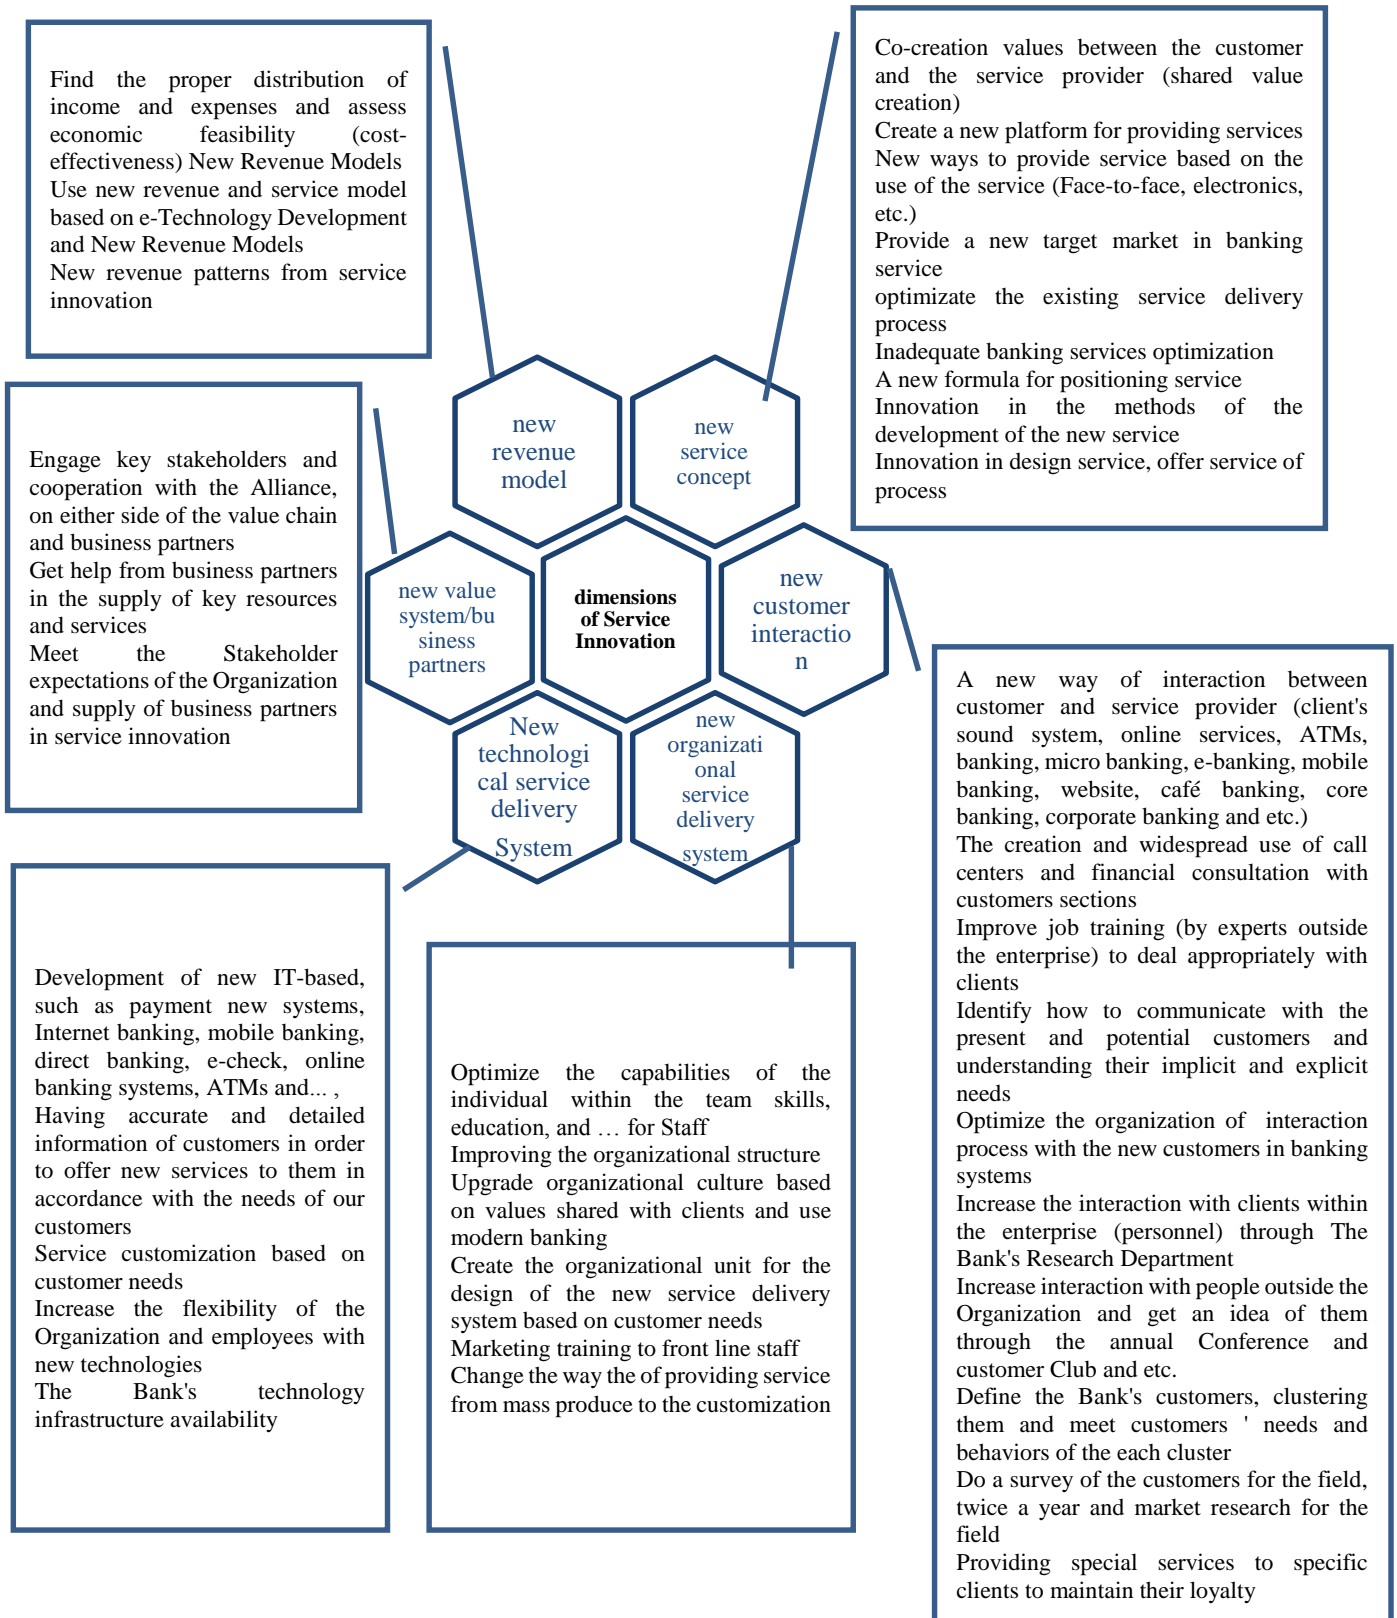 Find the proper distribution of
income and expenses and assess
economic feasibility (cost-
effectiveness) New Revenue Models
Use new revenue and service model
based on e-Technology Development
and New Revenue Models
New revenue patterns from service
innovation
Co-creation values between the customer
and the service provider (shared value
creation)
Create a new platform for providing services
New ways to provide service based on the
use of the service (Face-to-face, electronics,
etc.)
Provide a new target market in banking
service
optimizate the existing service delivery
process
Inadequate banking services optimization
A new formula for positioning service
Innovation in the methods of the
development of the new service
Innovation in design service, offer service of
process
new
revenue
model
new
service
concept
Engage key stakeholders and
cooperation with the Alliance,
on either side of the value chain
and business partners
Get help from business partners
in the supply of key resources
and services
Meet the Stakeholder
expectations of the Organization
and supply of business partners
in service innovation
new value
system/bu
siness
partners
dimensions
of Service
Innovation
new
customer
interactio
n
New
technologi
cal service
delivery
System
new
organizati
onal
service
delivery
system
A new way of interaction between
customer and service provider (client's
sound system, online services, ATMs,
banking, micro banking, e-banking, mobile
banking, website, café banking, core
banking, corporate banking and etc.)
The creation and widespread use of call
centers and financial consultation with
customers sections
Improve job training (by experts outside
the enterprise) to deal appropriately with
clients
Identify how to communicate with the
present and potential customers and
understanding their implicit and explicit
needs
Optimize the organization of interaction
process with the new customers in banking
systems
Increase the interaction with clients within
the enterprise (personnel) through The
Bank's Research Department
Increase interaction with people outside the
Organization and get an idea of them
through the annual Conference and
customer Club and etc.
Define the Bank's customers, clustering
them and meet customers ' needs and
behaviors of the each cluster
Do a survey of the customers for the field,
twice a year and market research for the
field
Providing special services to specific
clients to maintain their loyalty
Development of new IT-based,
such as payment new systems,
Internet banking, mobile banking,
direct banking, e-check, online
banking systems, ATMs and... ,
Having accurate and detailed
information of customers in order
to offer new services to them in
accordance with the needs of our
customers
Service customization based on
customer needs
Increase the flexibility of the
Organization and employees with
new technologies
The Bank's technology
infrastructure availability
Optimize the capabilities of the
individual within the team skills,
education, and … for Staff
Improving the organizational structure
Upgrade organizational culture based
on values shared with clients and use
modern banking
Create the organizational unit for the
design of the new service delivery
system based on customer needs
Marketing training to front line staff
Change the way the of providing service
from mass produce to the customization